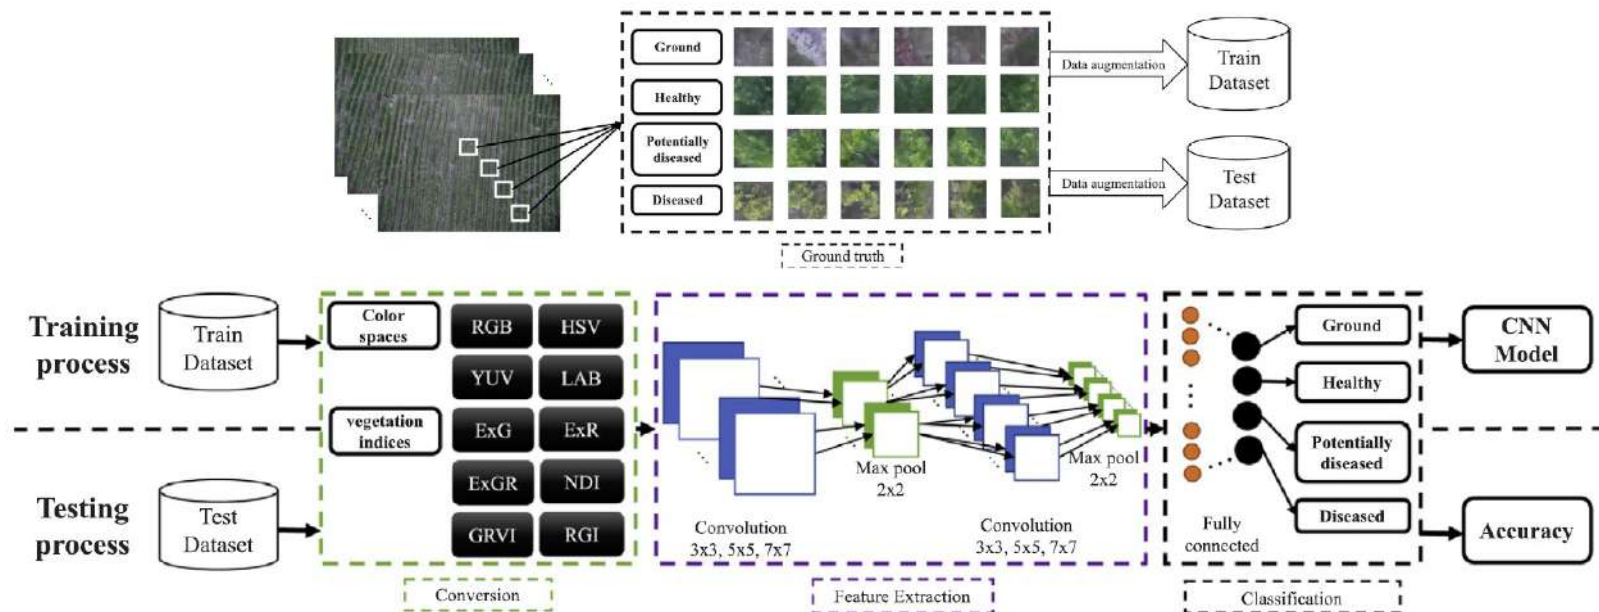 Ground
Healthy
Potentially
diseased
Diseased
Ground truth
Data augmentation
Data augmentation
Train
Dataset
Test
Dataset
Training
process
Train
Dataset
Testing
process
Test
Dataset
Color
spaces
vegetation
indices
RGB
HSV
YUV
LAB
ExG
ExR
ExGR
NDI
GRVI
RGI
Conversion
Convolution
3x3, 5x5, 7x7
Max pool
2x2
Convolution
3x3, 5x5, 7x7
Max pool
2x2
Feature Extraction
Fully
connected
Ground
Healthy
Potentially
diseased
Diseased
Classification
CNN
Model
Accuracy